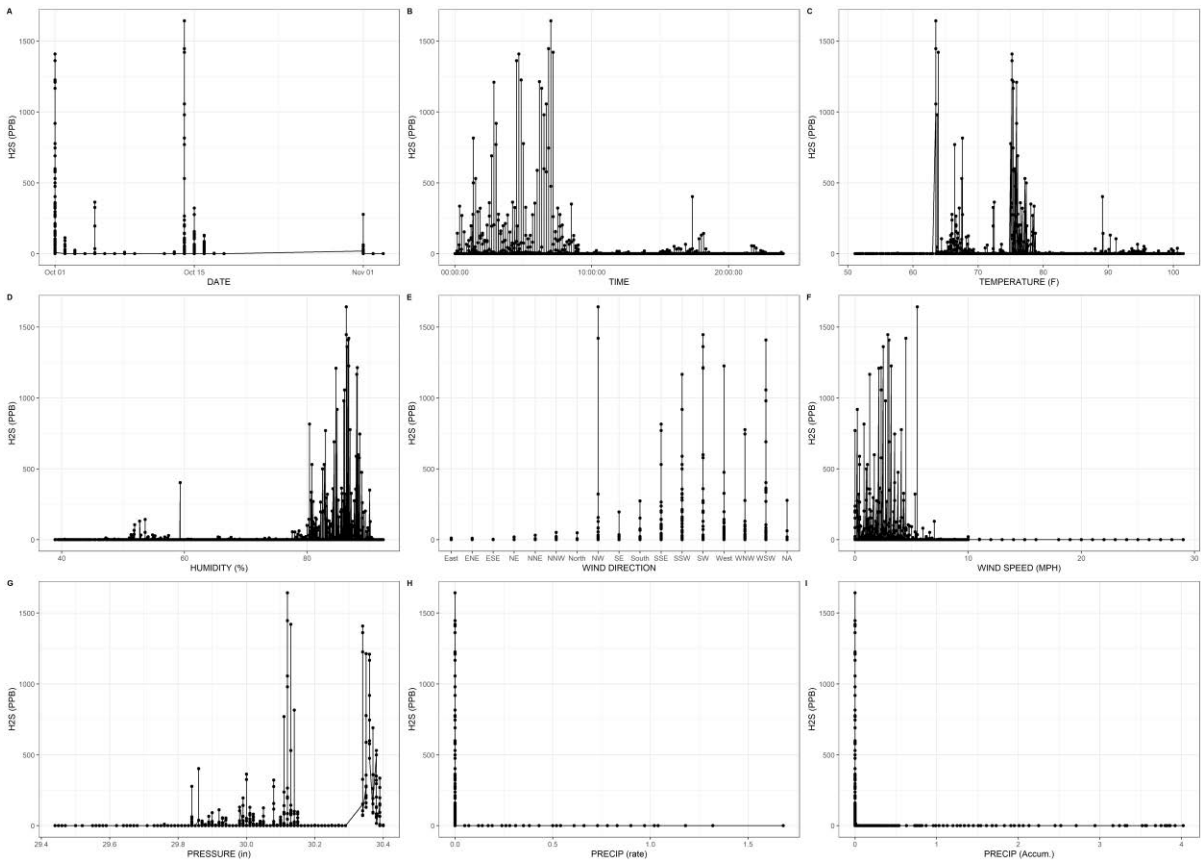 A
B
C
1500
1000
500
0
H2S (PPB)
Oct 01
Oct 15
Nov 01
DATE
1500
1000
500
0
H2S (PPB)
00:00.00
10:00.00
20:00.00
TIME
1500
1000
500
0
H2S (PPB)
50
60
70
80
90
100
TEMPERATURE (F)
D
E
F
1500
1000
500
0
H2S (PPB)
40
60
80
HUMIDITY (%)
1500
1000
500
0
H2S (PPB)
East ENE ESE NE NNE NNW North NW SE South SSE SSW SW West WNW WSW NA
WIND DIRECTION
1500
1000
500
0
H2S (PPB)
0
10
20
30
WIND SPEED (MPH)
G
H
I
1500
1000
500
0
H2S (PPB)
29.4
29.6
29.8
30.0
30.2
30.4
PRESSURE (in)
1500
1000
500
0
H2S (PPB)
0.0
0.5
1.0
1.5
PRECIP (rate)
1500
1000
500
0
H2S (PPB)
0
1
2
3
4
PRECIP (Accum.)